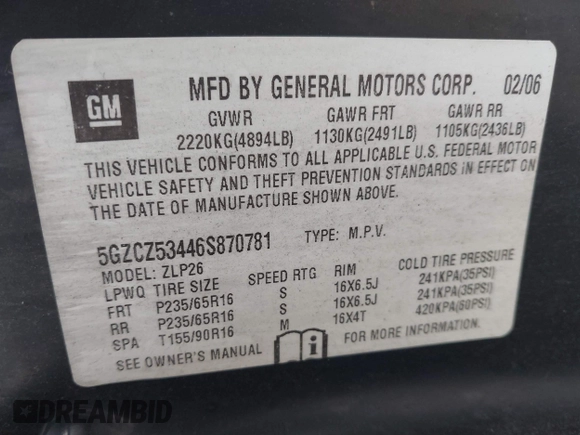 GM
MFD BY GENERAL MOTORS CORP. 02/06
GVWR GAWR FRT GAWR RR
2220KG(4894LB) 1130KG(2491LB) 1105KG(2436LB)
THIS VEHICLE CONFORMS TO ALL APPLICABLE U.S. FEDERAL MOTOR
VEHICLE SAFETY AND THEFT PREVENTION STANDARDS IN EFFECT ON
THE DATE OF MANUFACTURE SHOWN ABOVE.
5GZCZ53446S870781 TYPE: M.P.V.
MODEL: ZLP26
LPWQ TIRE SIZE SPEED RTG RIM COLD TIRE PRESSURE
FRT P235/65R16 S 16X6.5J 241KPA(35PSI)
RR P235/65R16 S 16X6.5J 241KPA(35PSI)
SPA T155/90R16 M 16X4T 420KPA(60PSI)
SEE OWNER'S MANUAL i FOR MORE INFORMATION.
DREAMBID